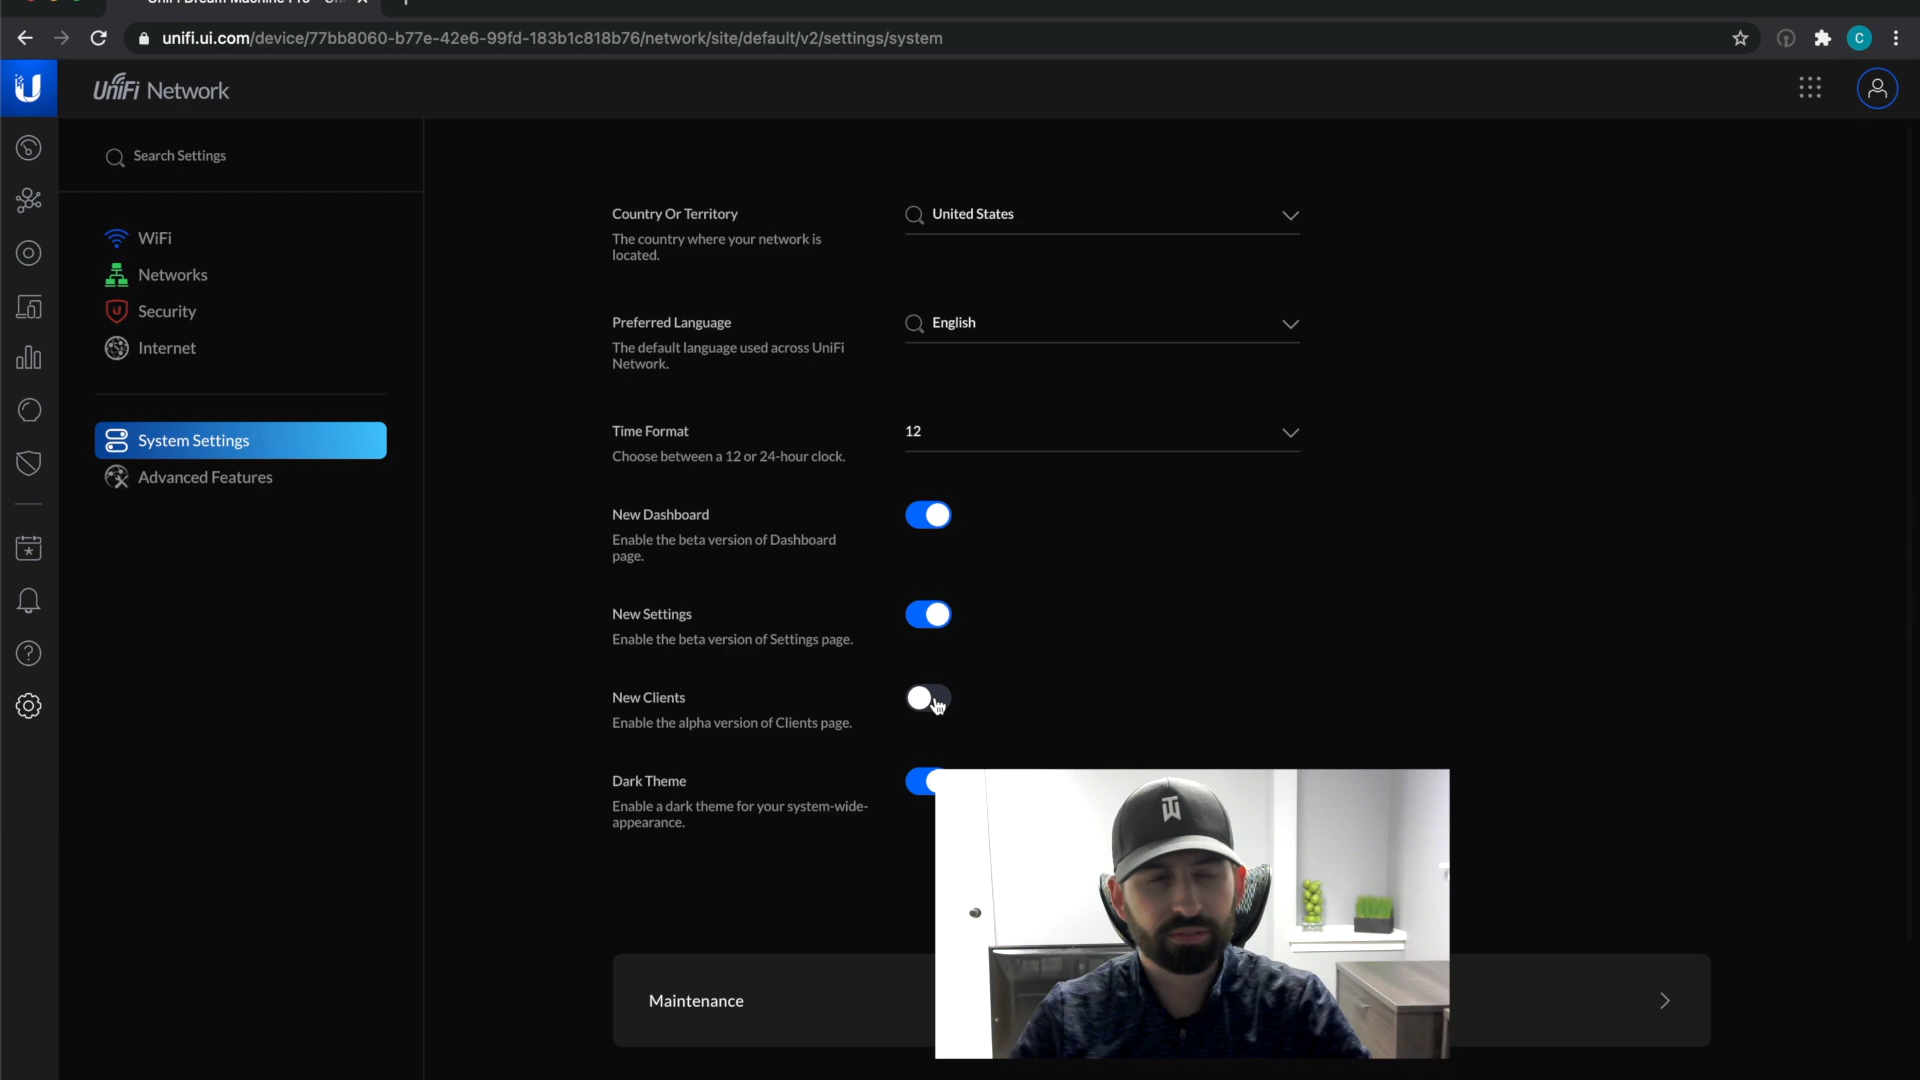 unifi.ui.com/device/77bb8060-b77e-42e6-99fd-183b1c818b76/network/site/default/v2/settings/system
C
UniFi Network
Search Settings
WiFi
Networks
Security
Internet
System Settings
Advanced Features
Country Or Territory
The country where your network is
located.
United States
Preferred Language
The default language used across UniFi
Network.
English
Time Format
Choose between a 12 or 24-hour clock.
12
New Dashboard
Enable the beta version of Dashboard
page.
New Settings
Enable the beta version of Settings page.
New Clients
Enable the alpha version of Clients page.
Dark Theme
Enable a dark theme for your system-wide-
appearance.
Maintenance